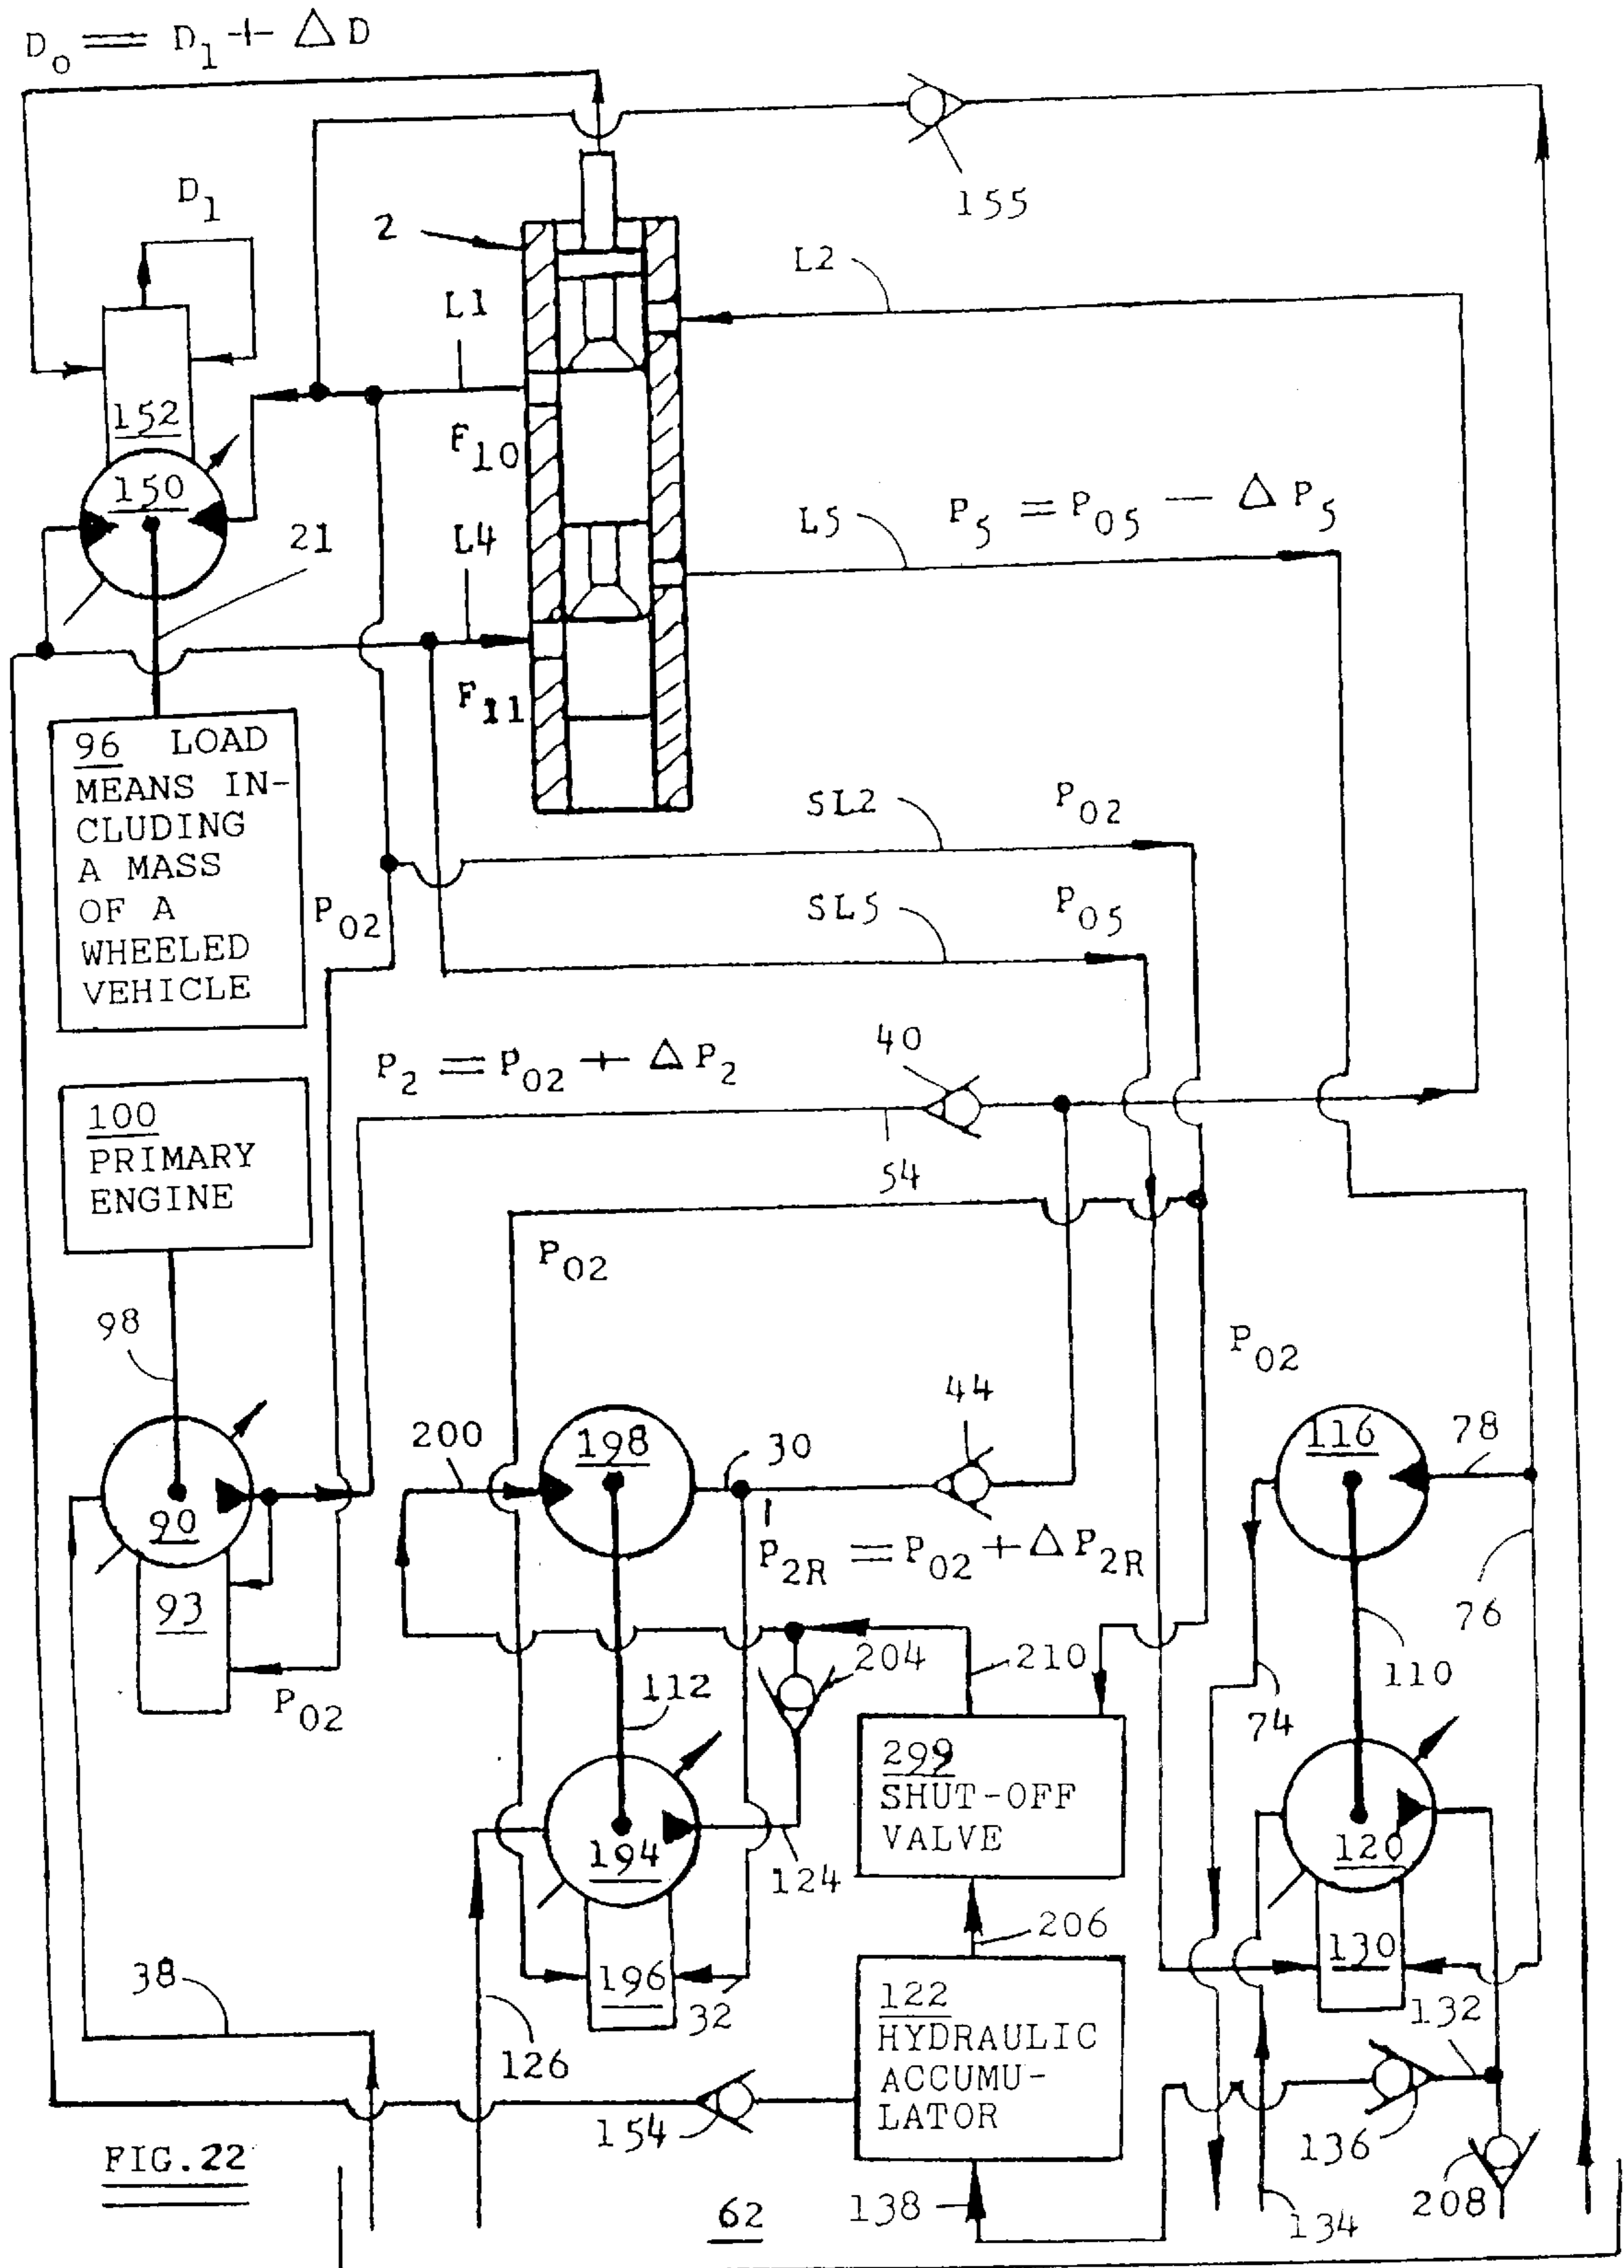 D0 = D1 + ΔD
155
D1
2
L2
L1
152
F10
150
21
L4
L5
P5 = P05 − ΔP5
F11
96 LOAD
MEANS IN-
CLUDING
A MASS
OF A
WHEELED
VEHICLE
SL2
P02
P02
SL5
P05
40
P2 = P02 + ΔP2
54
100
PRIMARY
ENGINE
P02
98
P02
44
200
198
30
116
78
90
P2R = P02 + ΔP2R
93
76
204
210
110
112
74
P02
299
SHUT-OFF
VALVE
194
124
120
206
38
196
32
130
132
126
122
HYDRAULIC
ACCUMU-
LATOR
154
136
FIG.22
62
138
134
208